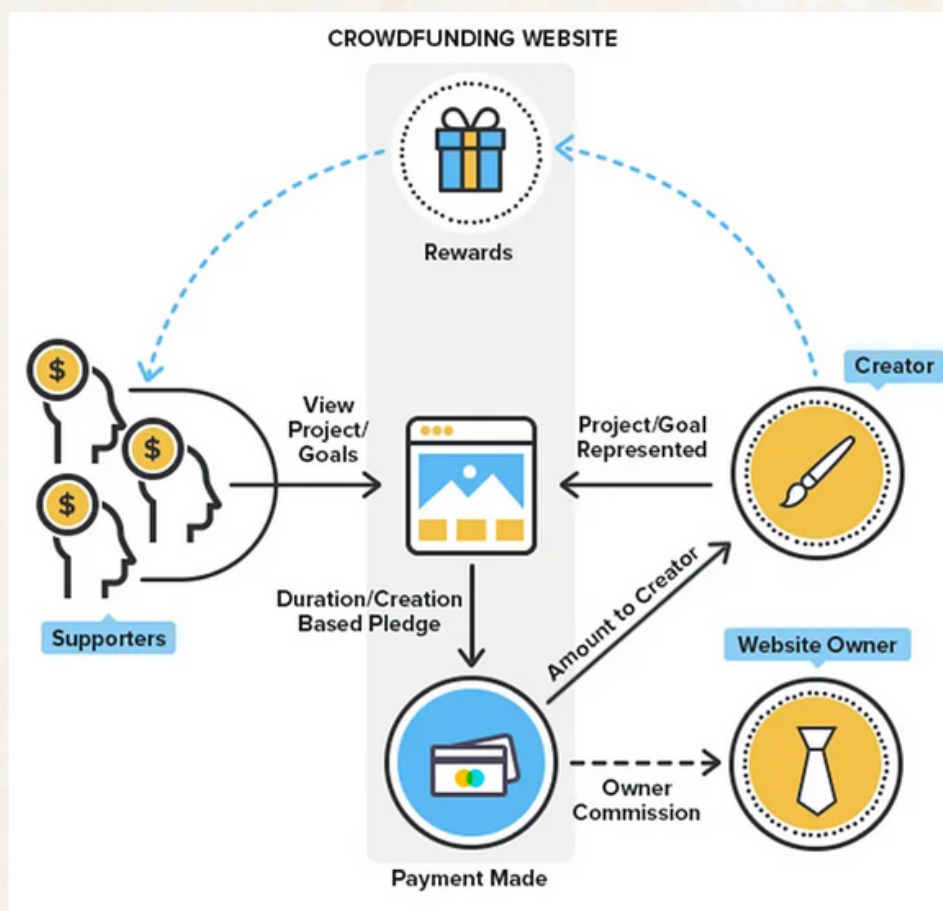 CROWDFUNDING WEBSITE
Rewards
Creator
$
$
$
View
Project/
Goals
Project/Goal
Represented
Supporters
Duration/Creation
Based Pledge
Amount to Creator
Website Owner
Owner
Commission
Payment Made